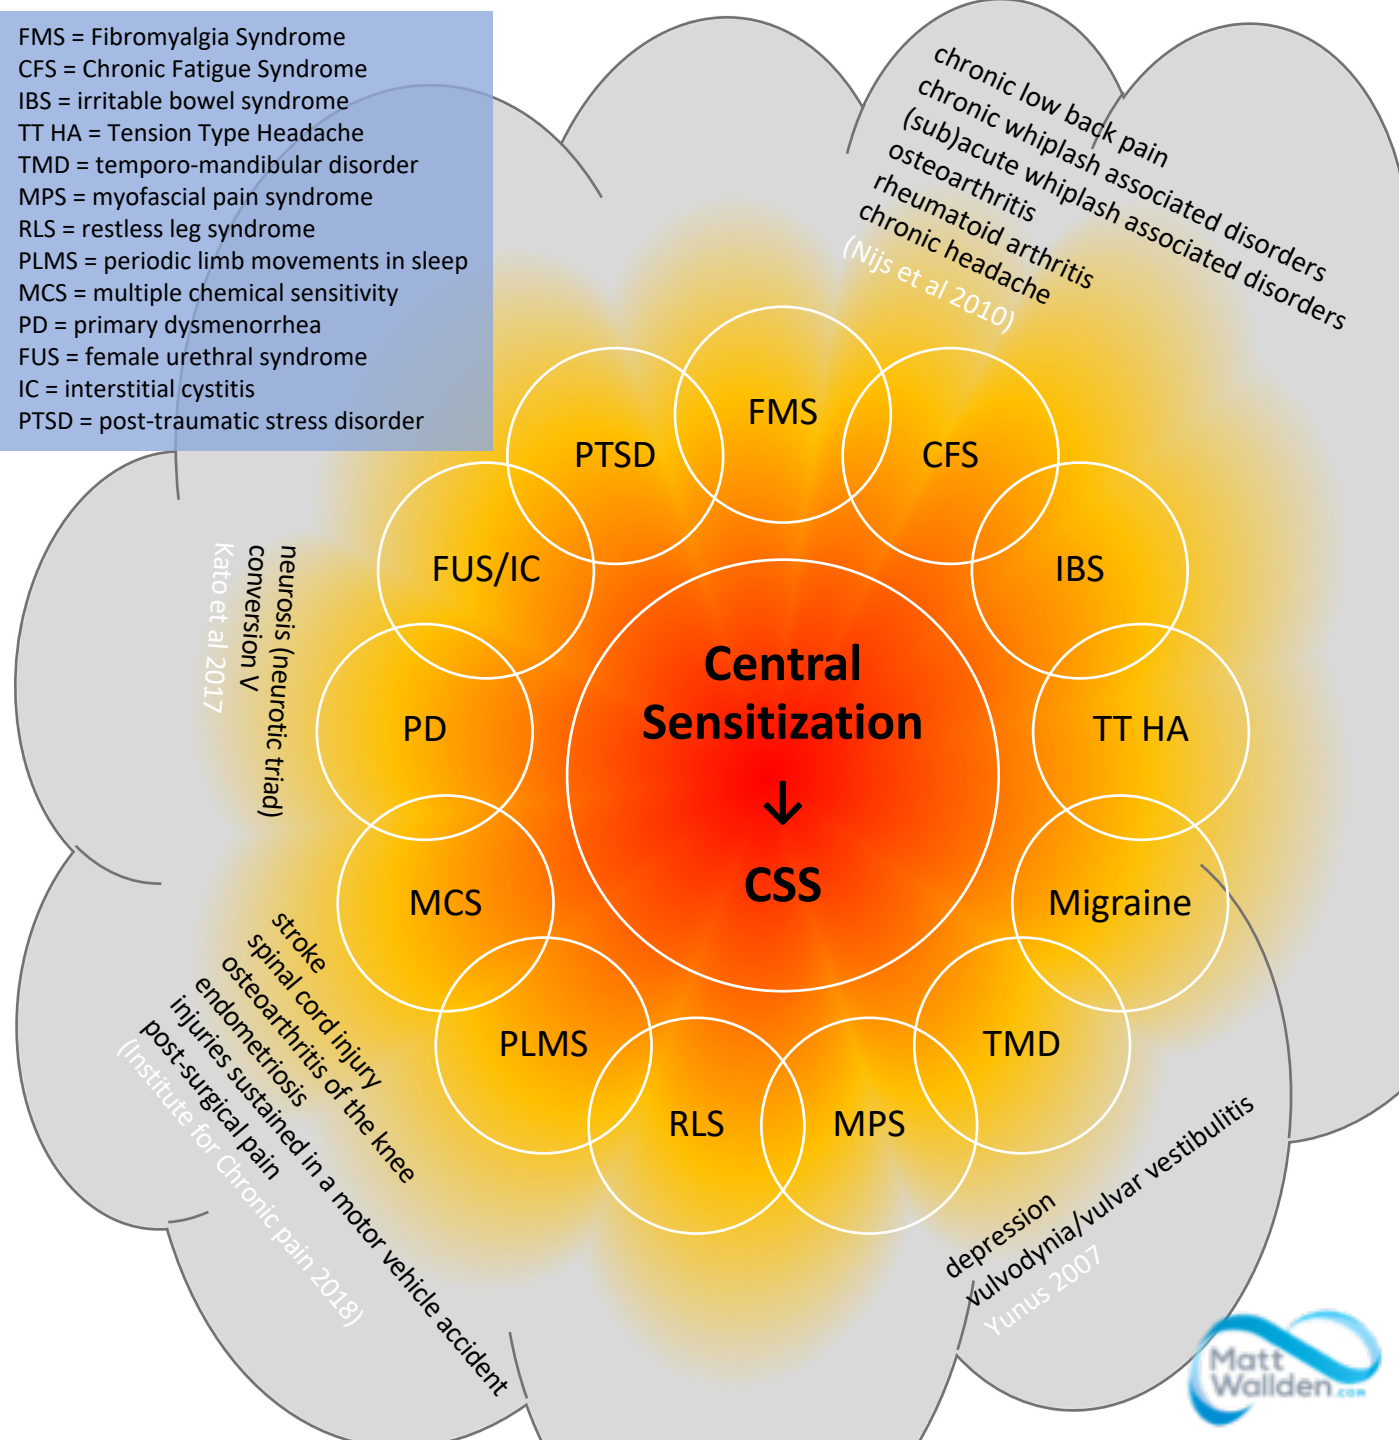 FMS = Fibromyalgia Syndrome
CFS = Chronic Fatigue Syndrome
IBS = irritable bowel syndrome
TT HA = Tension Type Headache
TMD = temporo-mandibular disorder
MPS = myofascial pain syndrome
RLS = restless leg syndrome
PLMS = periodic limb movements in sleep
MCS = multiple chemical sensitivity
PD = primary dysmenorrhea
FUS = female urethral syndrome
IC = interstitial cystitis
PTSD = post-traumatic stress disorder
chronic low back pain
chronic whiplash associated disorders
(sub)acute whiplash associated disorders
osteoarthritis
rheumatoid arthritis
chronic headache
(Nijs et al 2010)
FMS
CFS
IBS
TT HA
Migraine
TMD
MPS
RLS
PLMS
MCS
PD
FUS/IC
PTSD
Central
Sensitization
↓
CSS
neurosis (neurotic triad)
conversion V
Kato et al 2017
stroke
spinal cord injury
osteoarthritis of the knee
endometriosis
injuries sustained in a motor vehicle accident
post-surgical pain
(Institute for Chronic pain 2018)
depression
vulvodynia/vulvar vestibulitis
Yunus 2007
Matt
Wallden.com